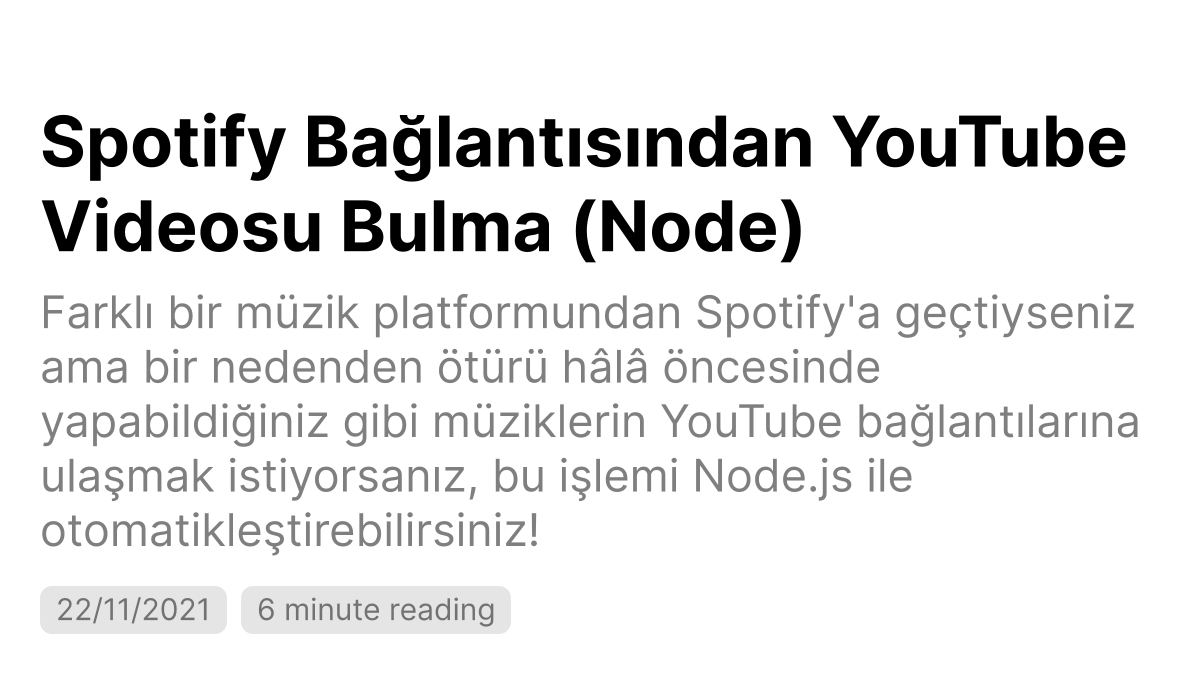 Spotify Bağlantısından YouTube
Videosu Bulma (Node)
Farklı bir müzik platformundan Spotify'a geçtiyseniz
ama bir nedenden ötürü hâlâ öncesinde
yapabildiğiniz gibi müziklerin YouTube bağlantılarına
ulaşmak istiyorsanız, bu işlemi Node.js ile
otomatikleştirebilirsiniz!
22/11/2021 6 minute reading